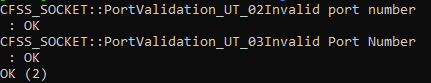 CFSS_SOCKET::PortValidation_UT_02Invalid port number
 : OK
CFSS_SOCKET::PortValidation_UT_03Invalid Port Number
 : OK
OK (2)